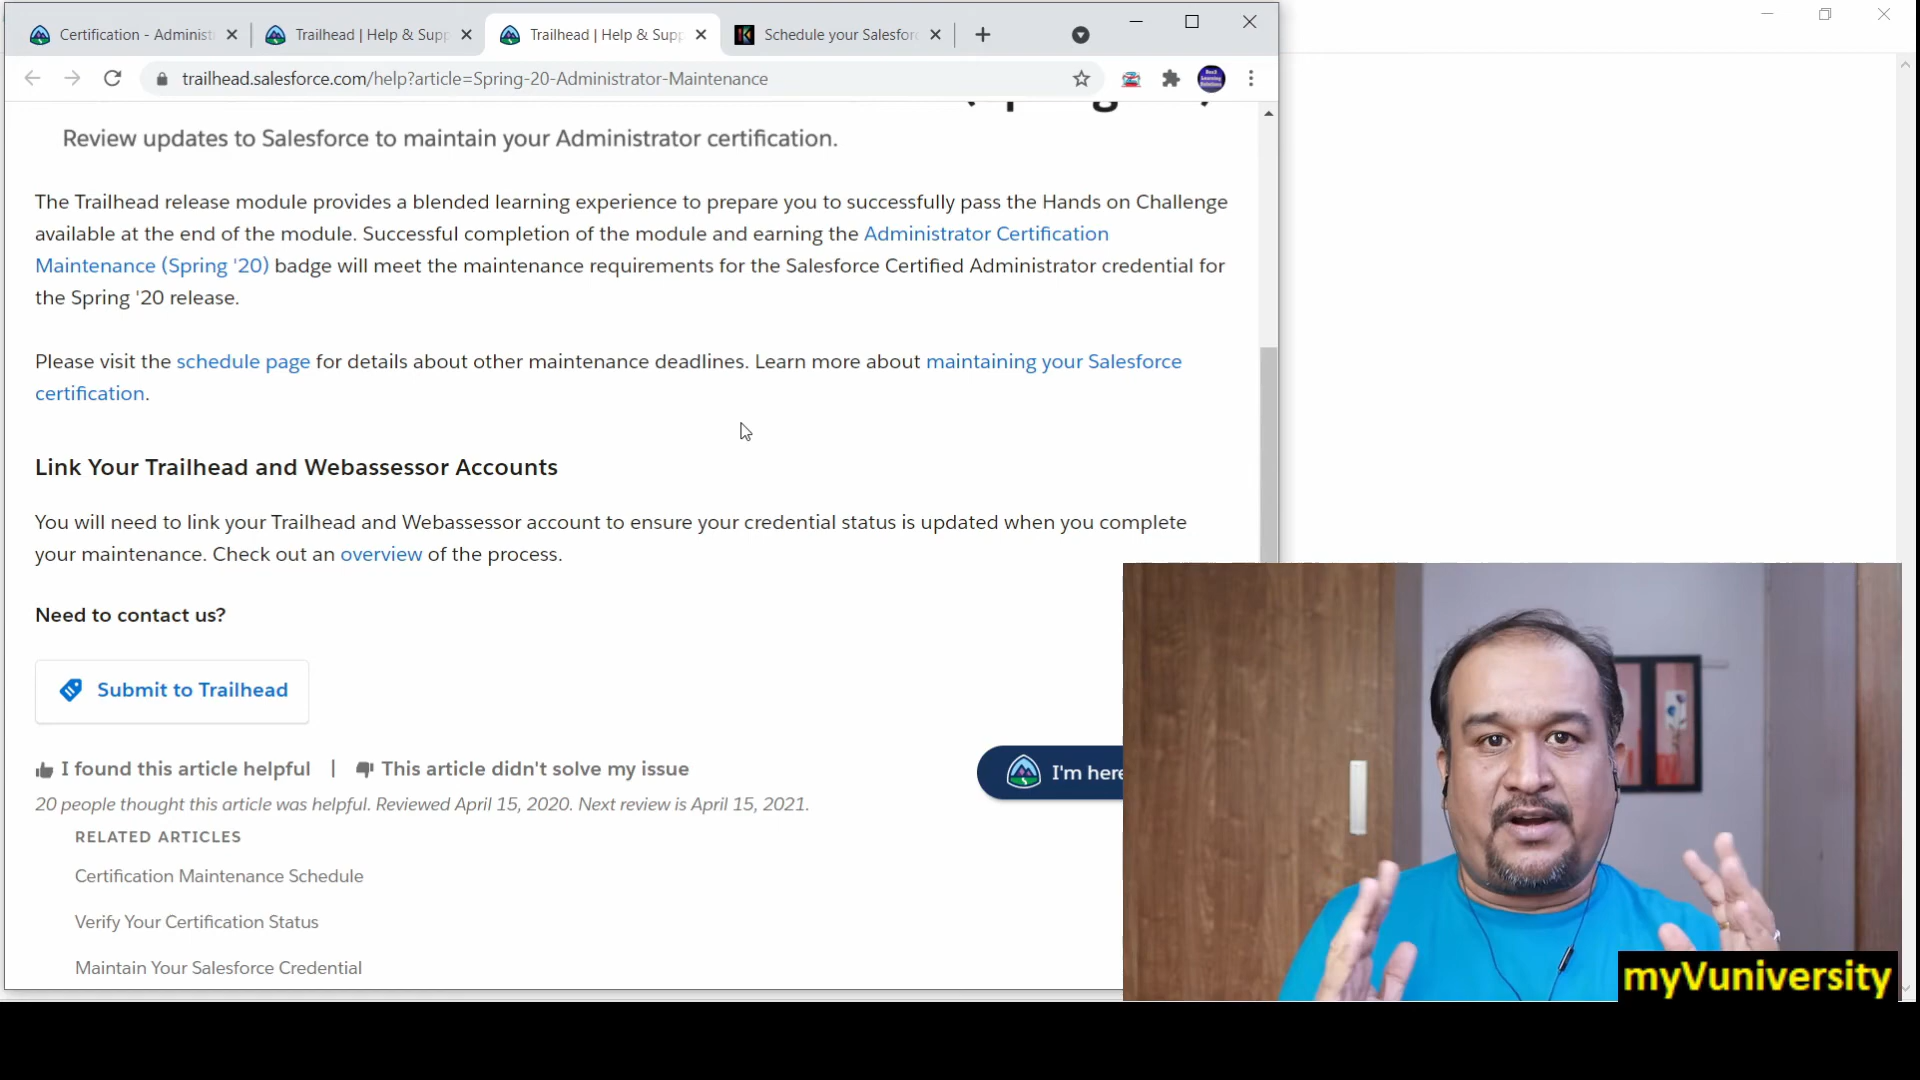 Certification - Administ
Trailhead | Help & Supp
Trailhead | Help & Supp
Schedule your Salesfor
trailhead.salesforce.com/help?article=Spring-20-Administrator-Maintenance
Review updates to Salesforce to maintain your Administrator certification.
The Trailhead release module provides a blended learning experience to prepare you to successfully pass the Hands on Challenge
available at the end of the module. Successful completion of the module and earning the Administrator Certification
Maintenance (Spring '20) badge will meet the maintenance requirements for the Salesforce Certified Administrator credential for
the Spring '20 release.
Please visit the schedule page for details about other maintenance deadlines. Learn more about maintaining your Salesforce
certification.
Link Your Trailhead and Webassessor Accounts
You will need to link your Trailhead and Webassessor account to ensure your credential status is updated when you complete
your maintenance. Check out an overview of the process.
Need to contact us?
Submit to Trailhead
I found this article helpful | This article didn't solve my issue
I'm here
20 people thought this article was helpful. Reviewed April 15, 2020. Next review is April 15, 2021.
RELATED ARTICLES
Certification Maintenance Schedule
Verify Your Certification Status
Maintain Your Salesforce Credential
myVuniversity